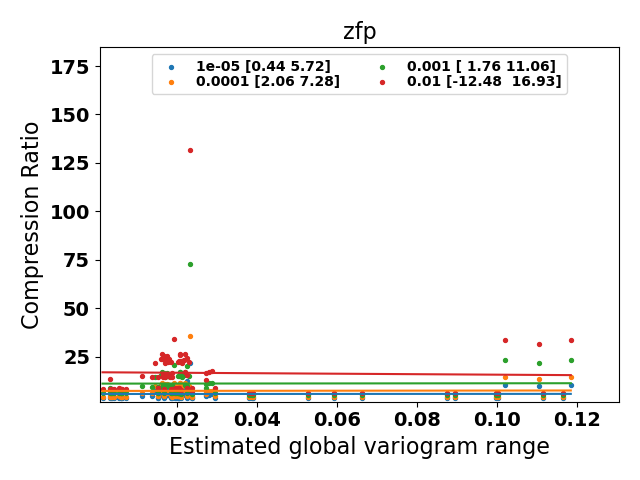 zfp
1e-05 [0.44 5.72]
0.0001 [2.06 7.28]
0.001 [ 1.76 11.06]
0.01 [-12.48  16.93]
175
150
125
100
75
50
25
Compression Ratio
0.02 0.04 0.06 0.08 0.10 0.12
Estimated global variogram range